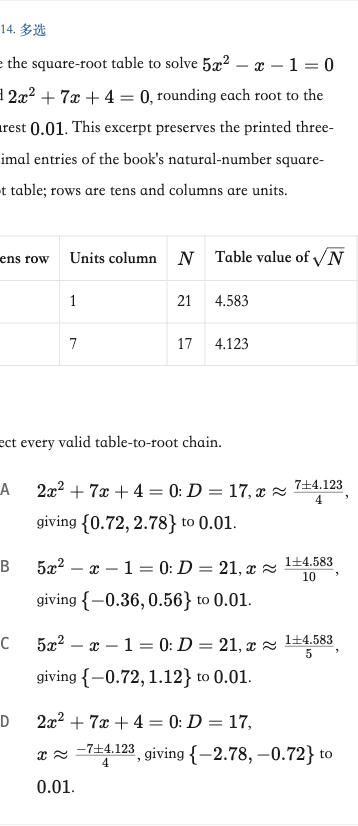 14. 多选
the square-root table to solve 5x² − x − 1 = 0
2x² + 7x + 4 = 0, rounding each root to the
0.01. This excerpt preserves the printed three-
entries of the book's natural-number square-
table; rows are tens and columns are units.
row Units column N Table value of √N
1 21 4.583
7 17 4.123
every valid table-to-root chain.
A 2x² + 7x + 4 = 0: D = 17, x ≈ (7±4.123)/4,
giving {0.72, 2.78} to 0.01.
B 5x² − x − 1 = 0: D = 21, x ≈ (1±4.583)/10,
giving {−0.36, 0.56} to 0.01.
C 5x² − x − 1 = 0: D = 21, x ≈ (1±4.583)/5,
giving {−0.72, 1.12} to 0.01.
D 2x² + 7x + 4 = 0: D = 17,
x ≈ (−7±4.123)/4, giving {−2.78, −0.72} to
0.01.